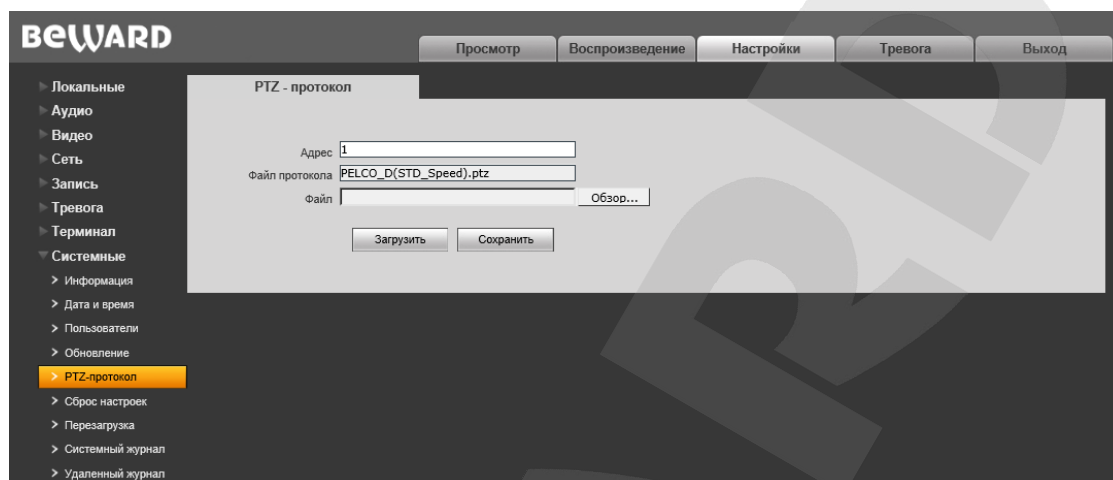 BEWARD
Просмотр
Воспроизведение
Настройки
Тревога
Выход
Локальные
Аудио
Видео
Сеть
Запись
Тревога
Терминал
Системные
Информация
Дата и время
Пользователи
Обновление
PTZ-протокол
Сброс настроек
Перезагрузка
Системный журнал
Удаленный журнал
PTZ - протокол
Адрес 1
Файл протокола PELCO_D(STD_Speed).ptz
Файл Обзор...
Загрузить Сохранить